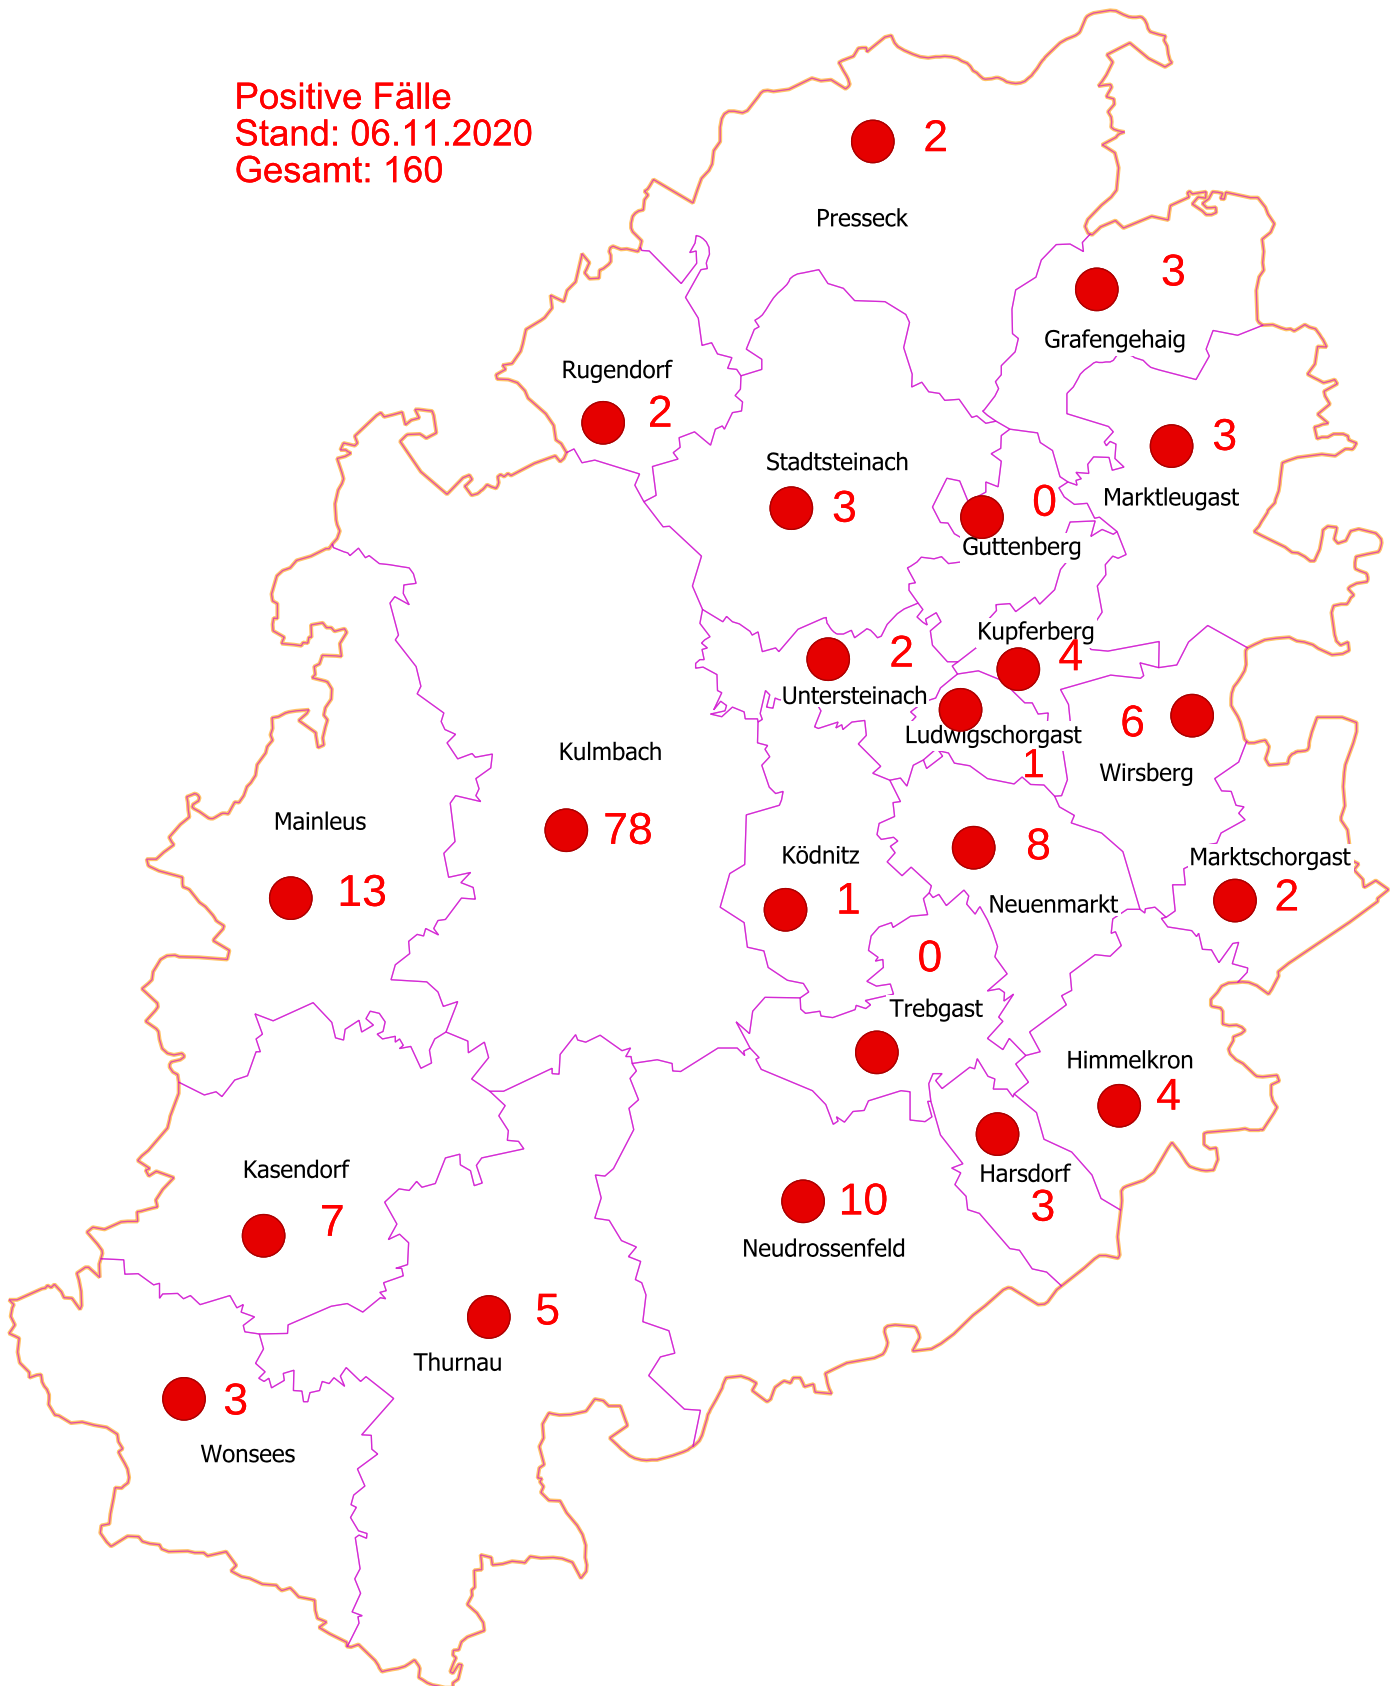 Positive Fälle
Stand: 06.11.2020
Gesamt: 160
2
Presseck
3
Grafengehaig
Rugendorf
2
3
Marktleugast
Stadtsteinach
3
0
Guttenberg
Kupferberg
4
2
Untersteinach
Ludwigschorgast
1
6
Wirsberg
Kulmbach
78
Mainleus
13
Ködnitz
1
8
Neuenmarkt
Marktschorgast
2
0
Trebgast
Himmelkron
4
Harsdorf
3
Kasendorf
7
10
Neudrossenfeld
5
Thurnau
3
Wonsees